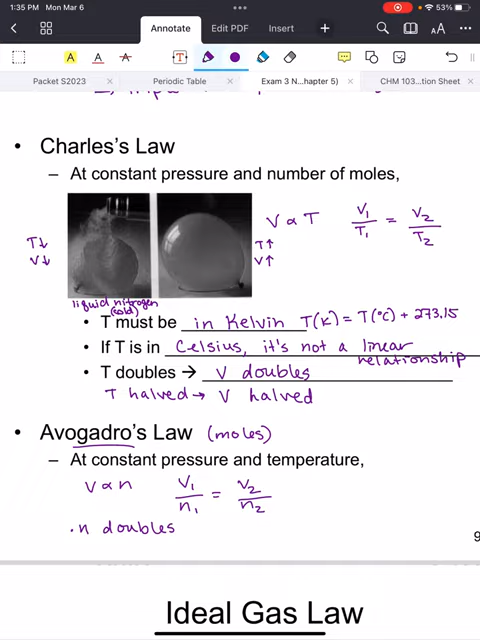 1:35 PM Mon Mar 6
53%
Annotate Edit PDF Insert
Packet S2023 Periodic Table Exam 3 N...hapter 5) CHM 103...tion Sheet
• Charles's Law
– At constant pressure and number of moles,
V ∝ T V₁/T₁ = V₂/T₂
T↓ T↑
V↓ V↑
liquid nitrogen
(cold)
• T must be in Kelvin T(K) = T(°C) + 273.15
• If T is in Celsius, it's not a linear relationship
• T doubles → V doubles
T halved → V halved
• Avogadro's Law (moles)
– At constant pressure and temperature,
V ∝ n V₁/n₁ = V₂/n₂
· n doubles
9
Ideal Gas Law